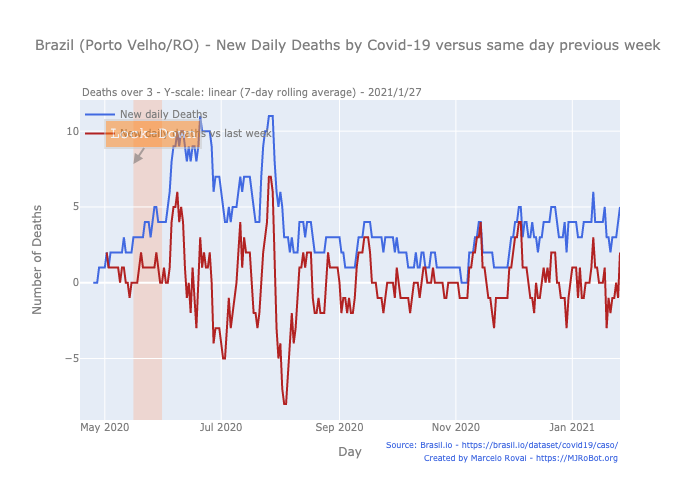 Brazil (Porto Velho/RO) - New Daily Deaths by Covid-19 versus same day previous week
Deaths over 3 - Y-scale: linear (7-day rolling average) - 2021/1/27
New daily Deaths
New daily Deaths vs last week
10
5
0
−5
Number of Deaths
May 2020
Jul 2020
Sep 2020
Nov 2020
Jan 2021
Day
Source: Brasil.io - https://brasil.io/dataset/covid19/caso/
Created by Marcelo Rovai - https://MJRoBot.org